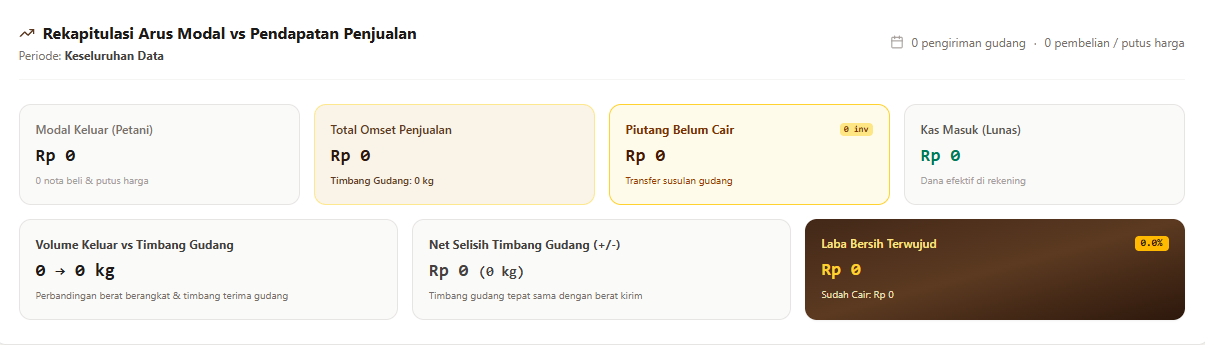 Rekapitulasi Arus Modal vs Pendapatan Penjualan
Periode: Keseluruhan Data
0 pengiriman gudang · 0 pembelian / putus harga
Modal Keluar (Petani)
Rp 0
0 nota beli & putus harga
Total Omset Penjualan
Rp 0
Timbang Gudang: 0 kg
Piutang Belum Cair
0 inv
Rp 0
Transfer susulan gudang
Kas Masuk (Lunas)
Rp 0
Dana efektif di rekening
Volume Keluar vs Timbang Gudang
0 → 0 kg
Perbandingan berat berangkat & timbang terima gudang
Net Selisih Timbang Gudang (+/-)
Rp 0 (0 kg)
Timbang gudang tepat sama dengan berat kirim
Laba Bersih Terwujud
0.0%
Rp 0
Sudah Cair: Rp 0